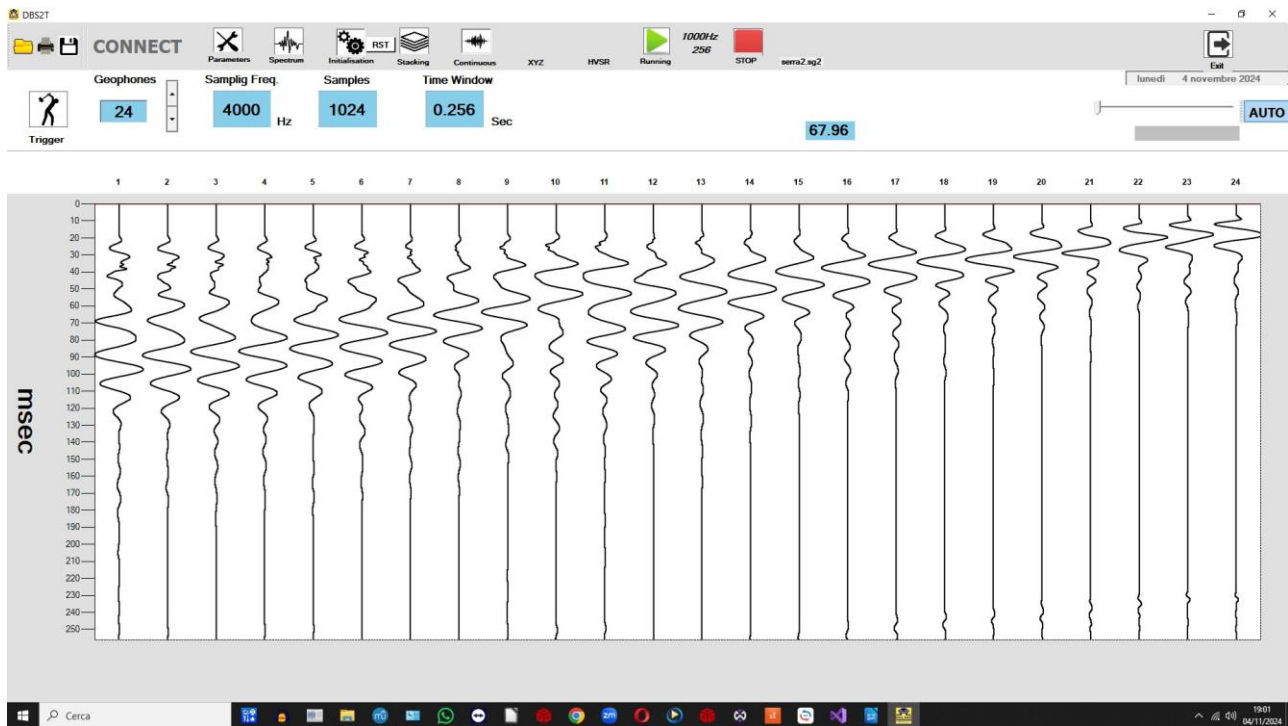 DBS2T
CONNECT
RST
1000Hz
256
Parameters Spectrum Initialisation Stacking Continuous XYZ HVSR Running STOP serra2.sg2 Exit
Geophones Samplig Freq. Samples Time Window lunedì 4 novembre 2024
24 4000 Hz 1024 0.256 Sec AUTO
Trigger 67.96
1 2 3 4 5 6 7 8 9 10 11 12 13 14 15 16 17 18 19 20 21 22 23 24
0
10
20
30
40
50
60
70
80
90
100
110
120
130
140
150
160
170
180
190
200
210
220
230
240
250
msec
Cerca
19:01
04/11/2024